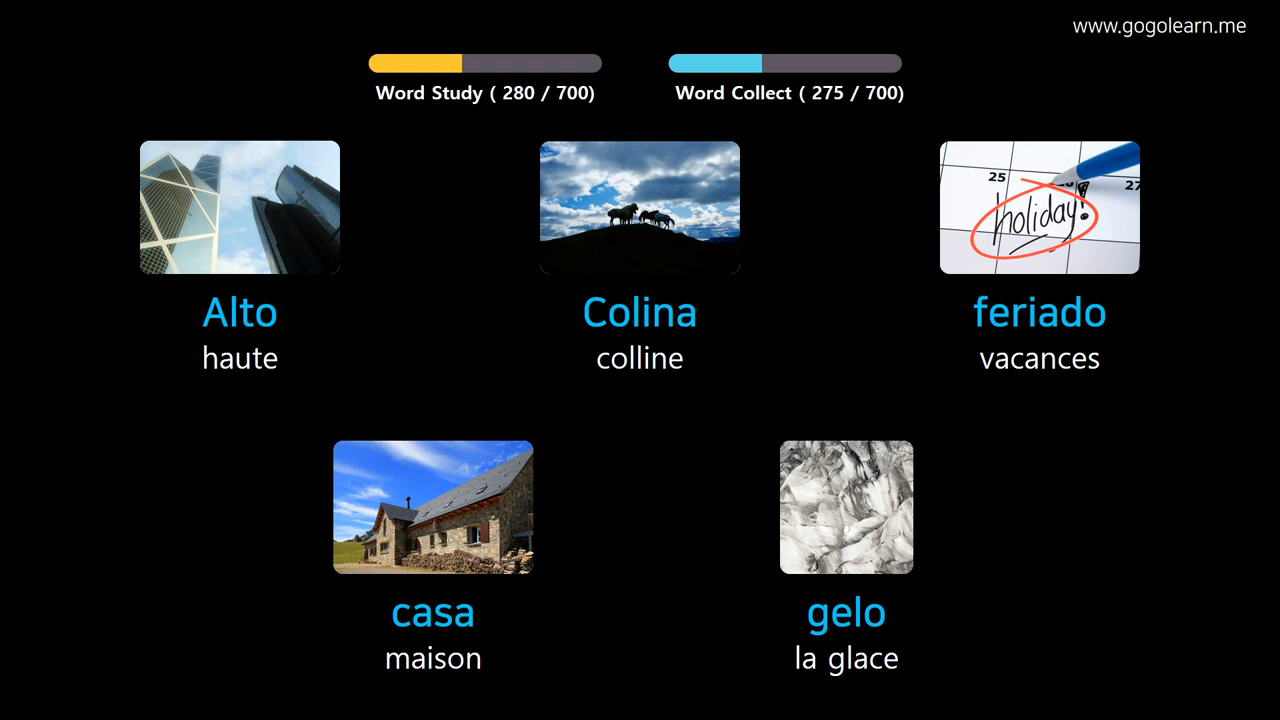 www.gogolearn.me
Word Study ( 280 / 700)
Word Collect ( 275 / 700)
25
27
holiday!
Alto
haute
Colina
colline
feriado
vacances
casa
maison
gelo
la glace